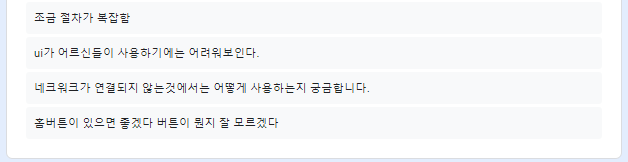 조금 절차가 복잡함
ui가 어르신들이 사용하기에는 어려워보인다.
네크워크가 연결되지 않는것에서는 어떻게 사용하는지 궁금합니다.
홈버튼이 있으면 좋겠다 버튼이 뭔지 잘 모르겠다